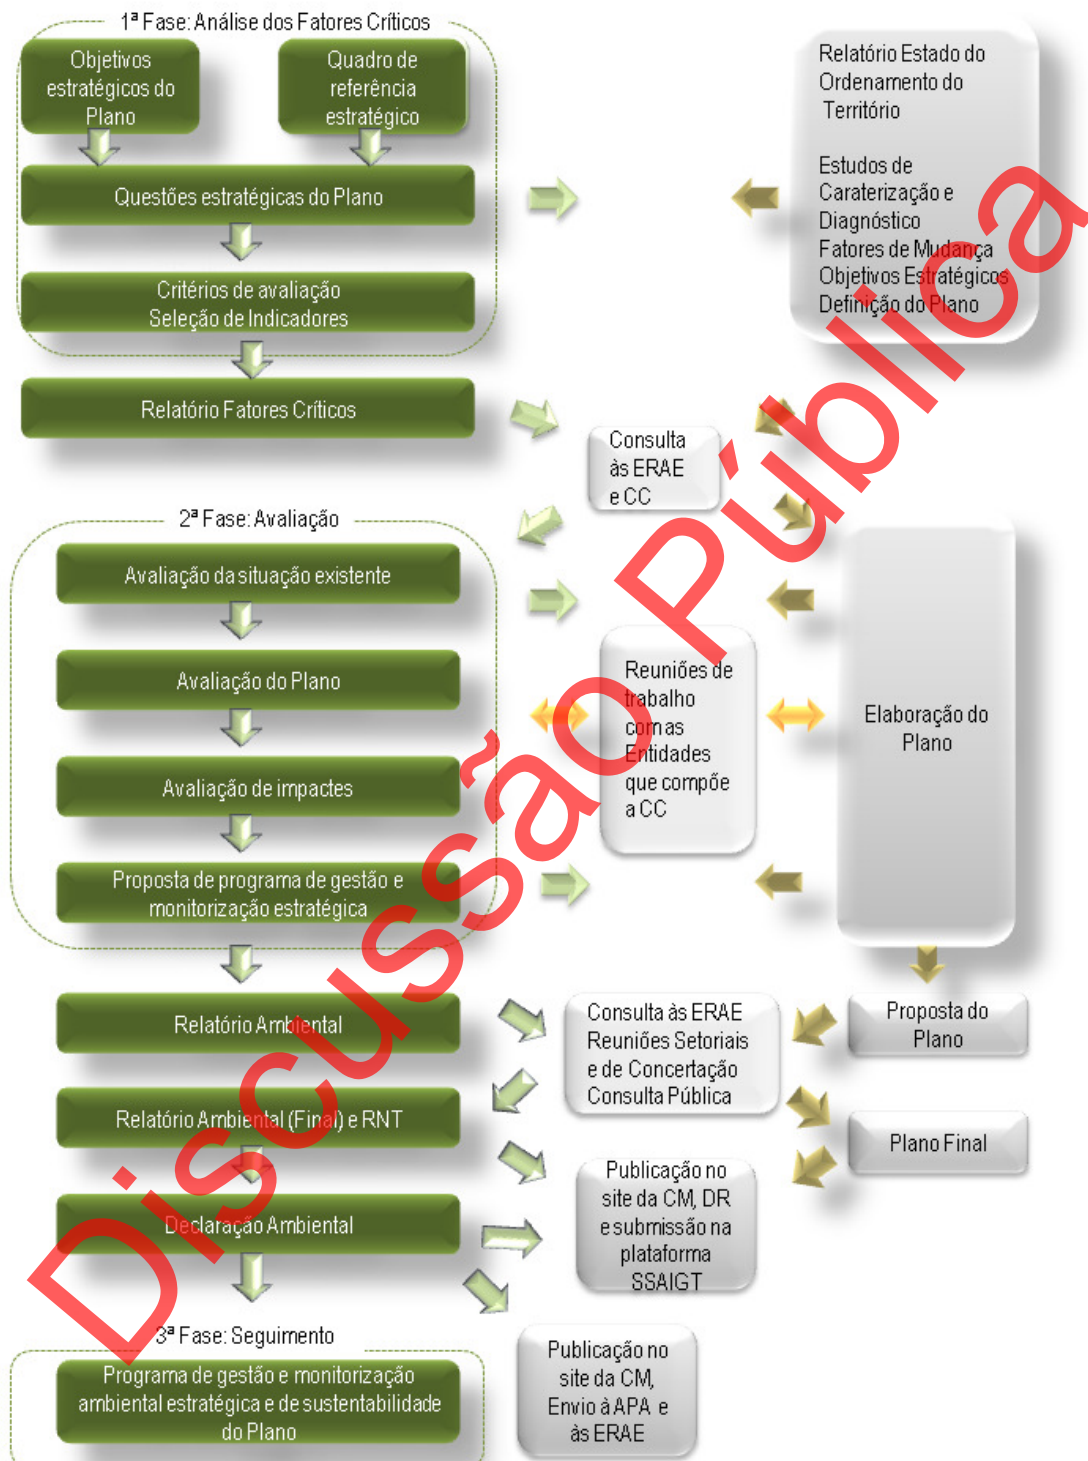 1ª Fase: Análise dos Fatores Críticos
Objetivos
estratégicos do
Plano
Quadro de
referência
estratégico
Questões estratégicas do Plano
Critérios de avaliação
Seleção de Indicadores
Relatório Fatores Críticos
Relatório Estado do
Ordenamento do
Território
Estudos de
Caraterização e
Diagnóstico
Fatores de Mudança
Objetivos Estratégicos
Definição do Plano
Consulta
às ERAE
e CC
2ª Fase: Avaliação
Avaliação da situação existente
Avaliação do Plano
Avaliação de impactes
Proposta de programa de gestão e
monitorização estratégica
Reuniões de
trabalho
com as
Entidades
que compõe
a CC
Elaboração do
Plano
Relatório Ambiental
Consulta às ERAE
Reuniões Setoriais
e de Concertação
Consulta Pública
Proposta do
Plano
Relatório Ambiental (Final) e RNT
Plano Final
Publicação no
site da CM, DR
e submissão na
plataforma
SSAIGT
Declaração Ambiental
3ª Fase: Seguimento
Programa de gestão e monitorização
ambiental estratégica e de sustentabilidade
do Plano
Publicação no
site da CM,
Envio à APA e
às ERAE
Discussão Pública